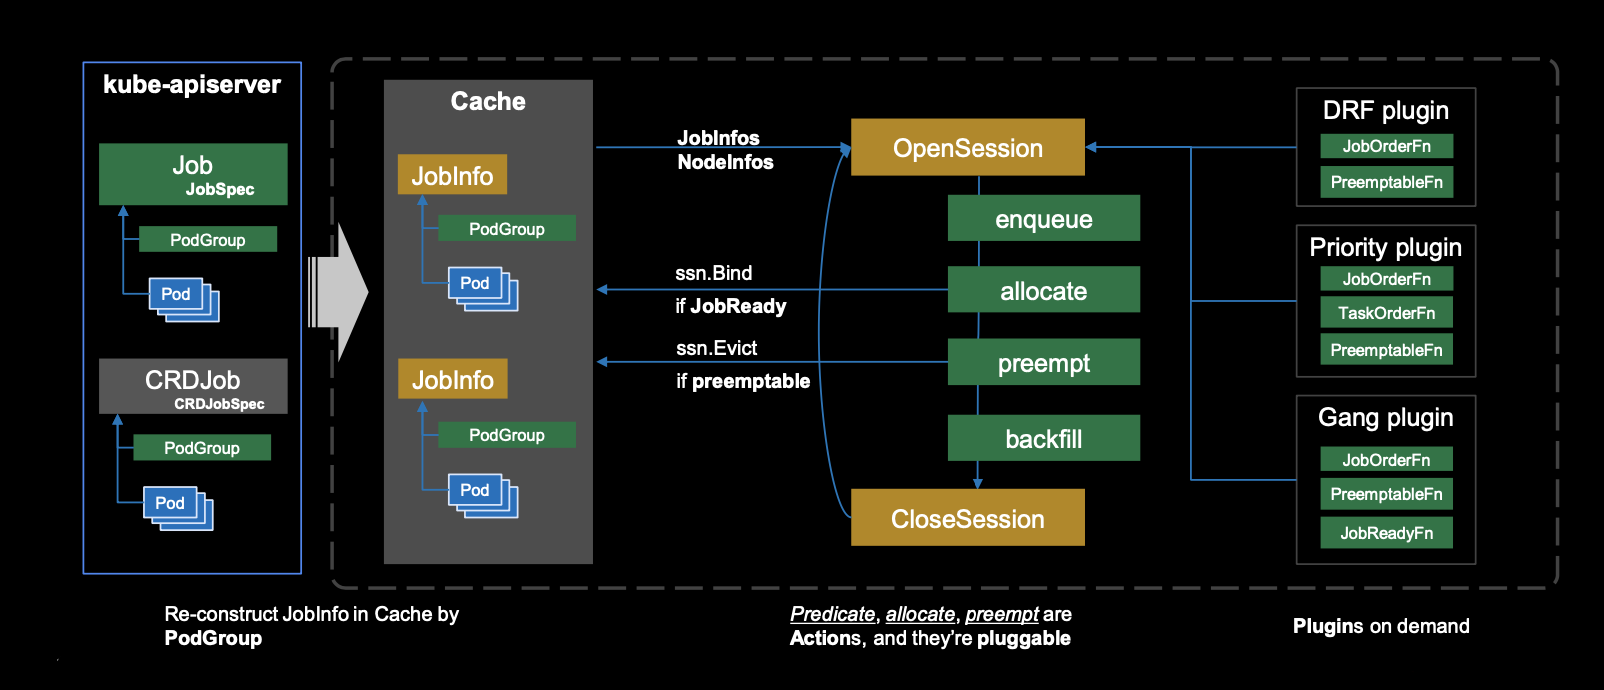 kube-apiserver
Job
JobSpec
PodGroup
Pod
CRDJob
CRDJobSpec
PodGroup
Pod
Cache
JobInfo
PodGroup
Pod
JobInfo
PodGroup
Pod
JobInfos
NodeInfos
ssn.Bind
if JobReady
ssn.Evict
if preemptable
OpenSession
enqueue
allocate
preempt
backfill
CloseSession
DRF plugin
JobOrderFn
PreemptableFn
Priority plugin
JobOrderFn
TaskOrderFn
PreemptableFn
Gang plugin
JobOrderFn
PreemptableFn
JobReadyFn
Re-construct JobInfo in Cache by
PodGroup
Predicate, allocate, preempt are
Actions, and they're pluggable
Plugins on demand